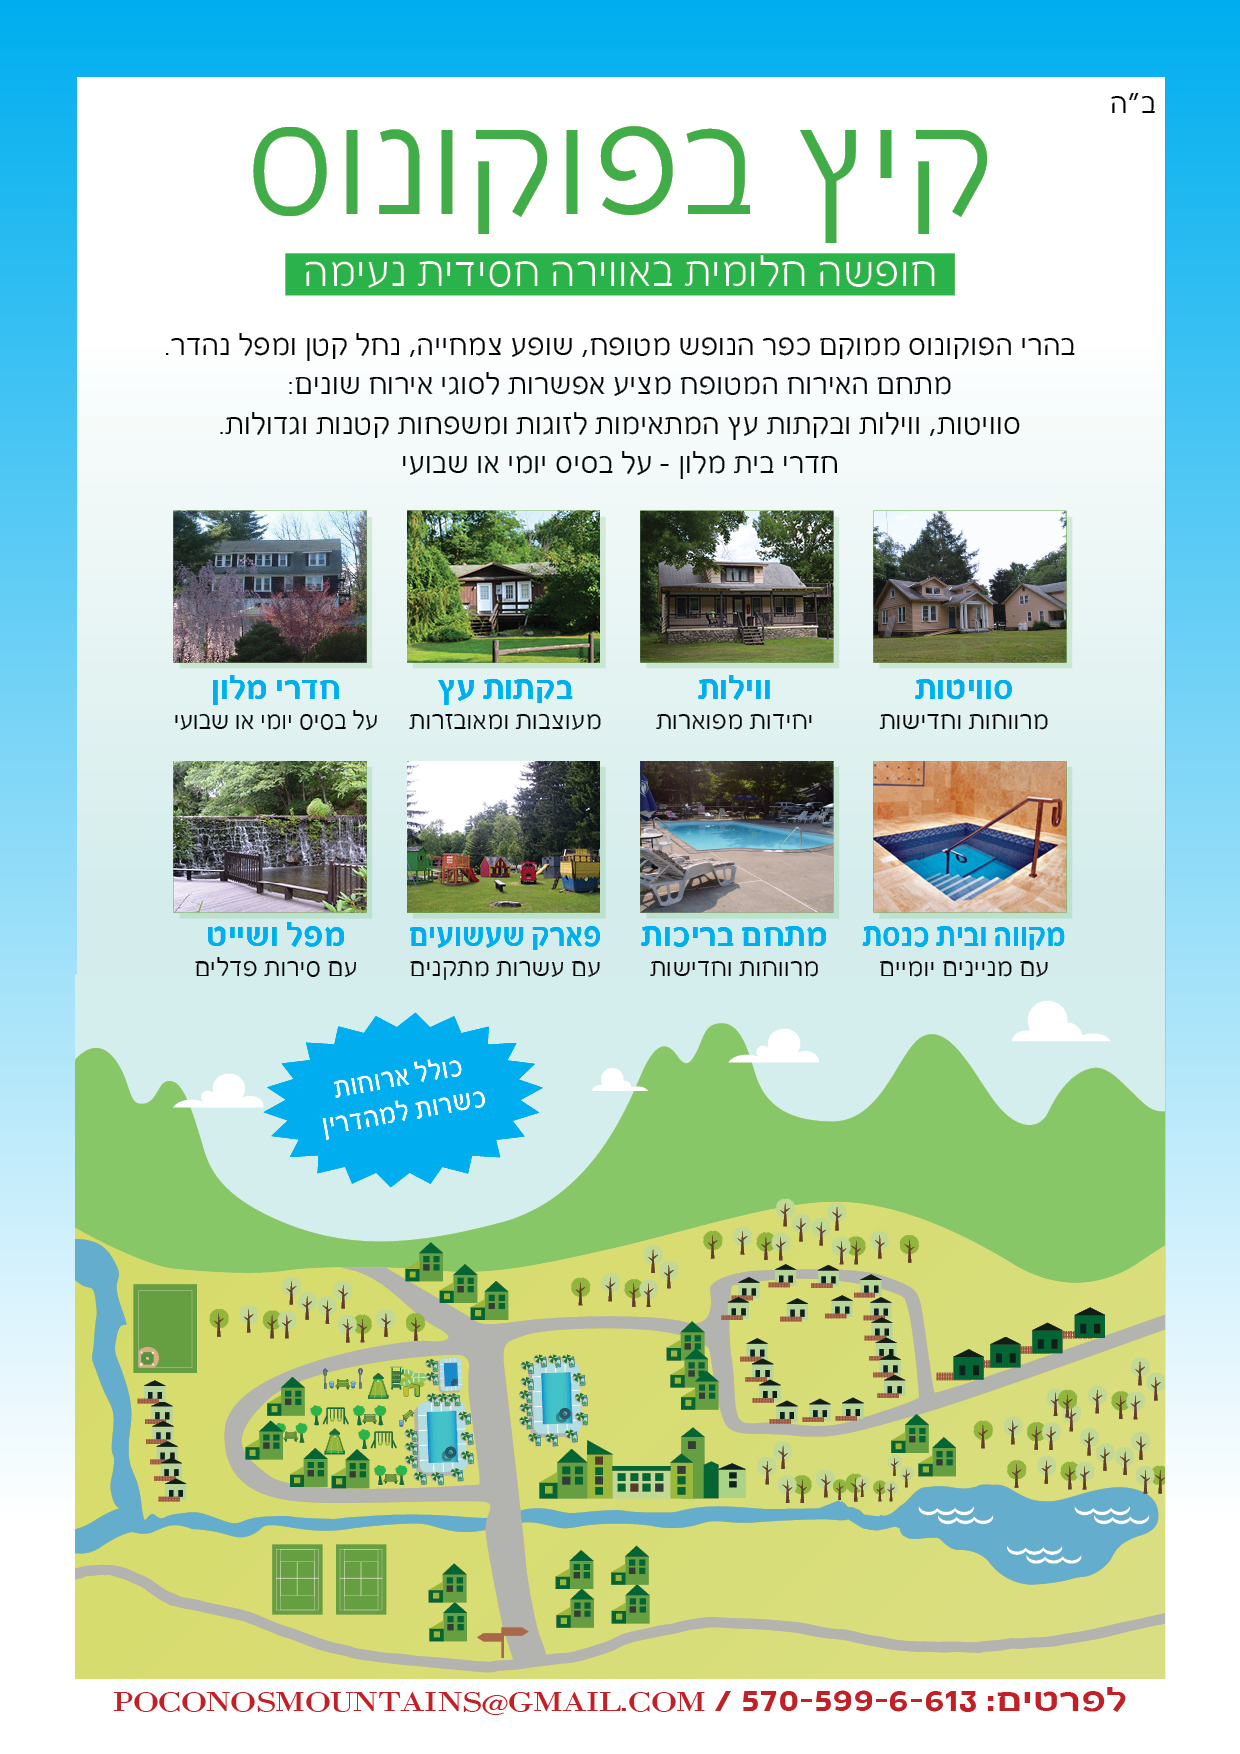 ב"ה
קיץ בפוקונוס
חופשה חלומית באווירה חסידית נעימה
בהרי הפוקונוס ממוקם כפר הנופש מטופח, שופע צמחייה, נחל קטן ומפל נהדר.
מתחם האירוח המטופח מציע אפשרות לסוגי אירוח שונים:
סוויטות, ווילות ובקתות עץ המתאימות לזוגות ומשפחות קטנות וגדולות.
חדרי בית מלון - על בסיס יומי או שבועי
סוויטות
מרווחות וחדישות
ווילות
יחידות מפוארות
בקתות עץ
מעוצבות ומאובזרות
חדרי מלון
על בסיס יומי או שבועי
מקווה ובית כנסת
עם מניינים יומיים
מתחם בריכות
מרווחות וחדישות
פארק שעשועים
עם עשרות מתקנים
מפל ושייט
עם סירות פדלים
כולל ארוחות
כשרות למהדרין
לפרטים: 570-599-6-613 / POCONOSMOUNTAINS@GMAIL.COM